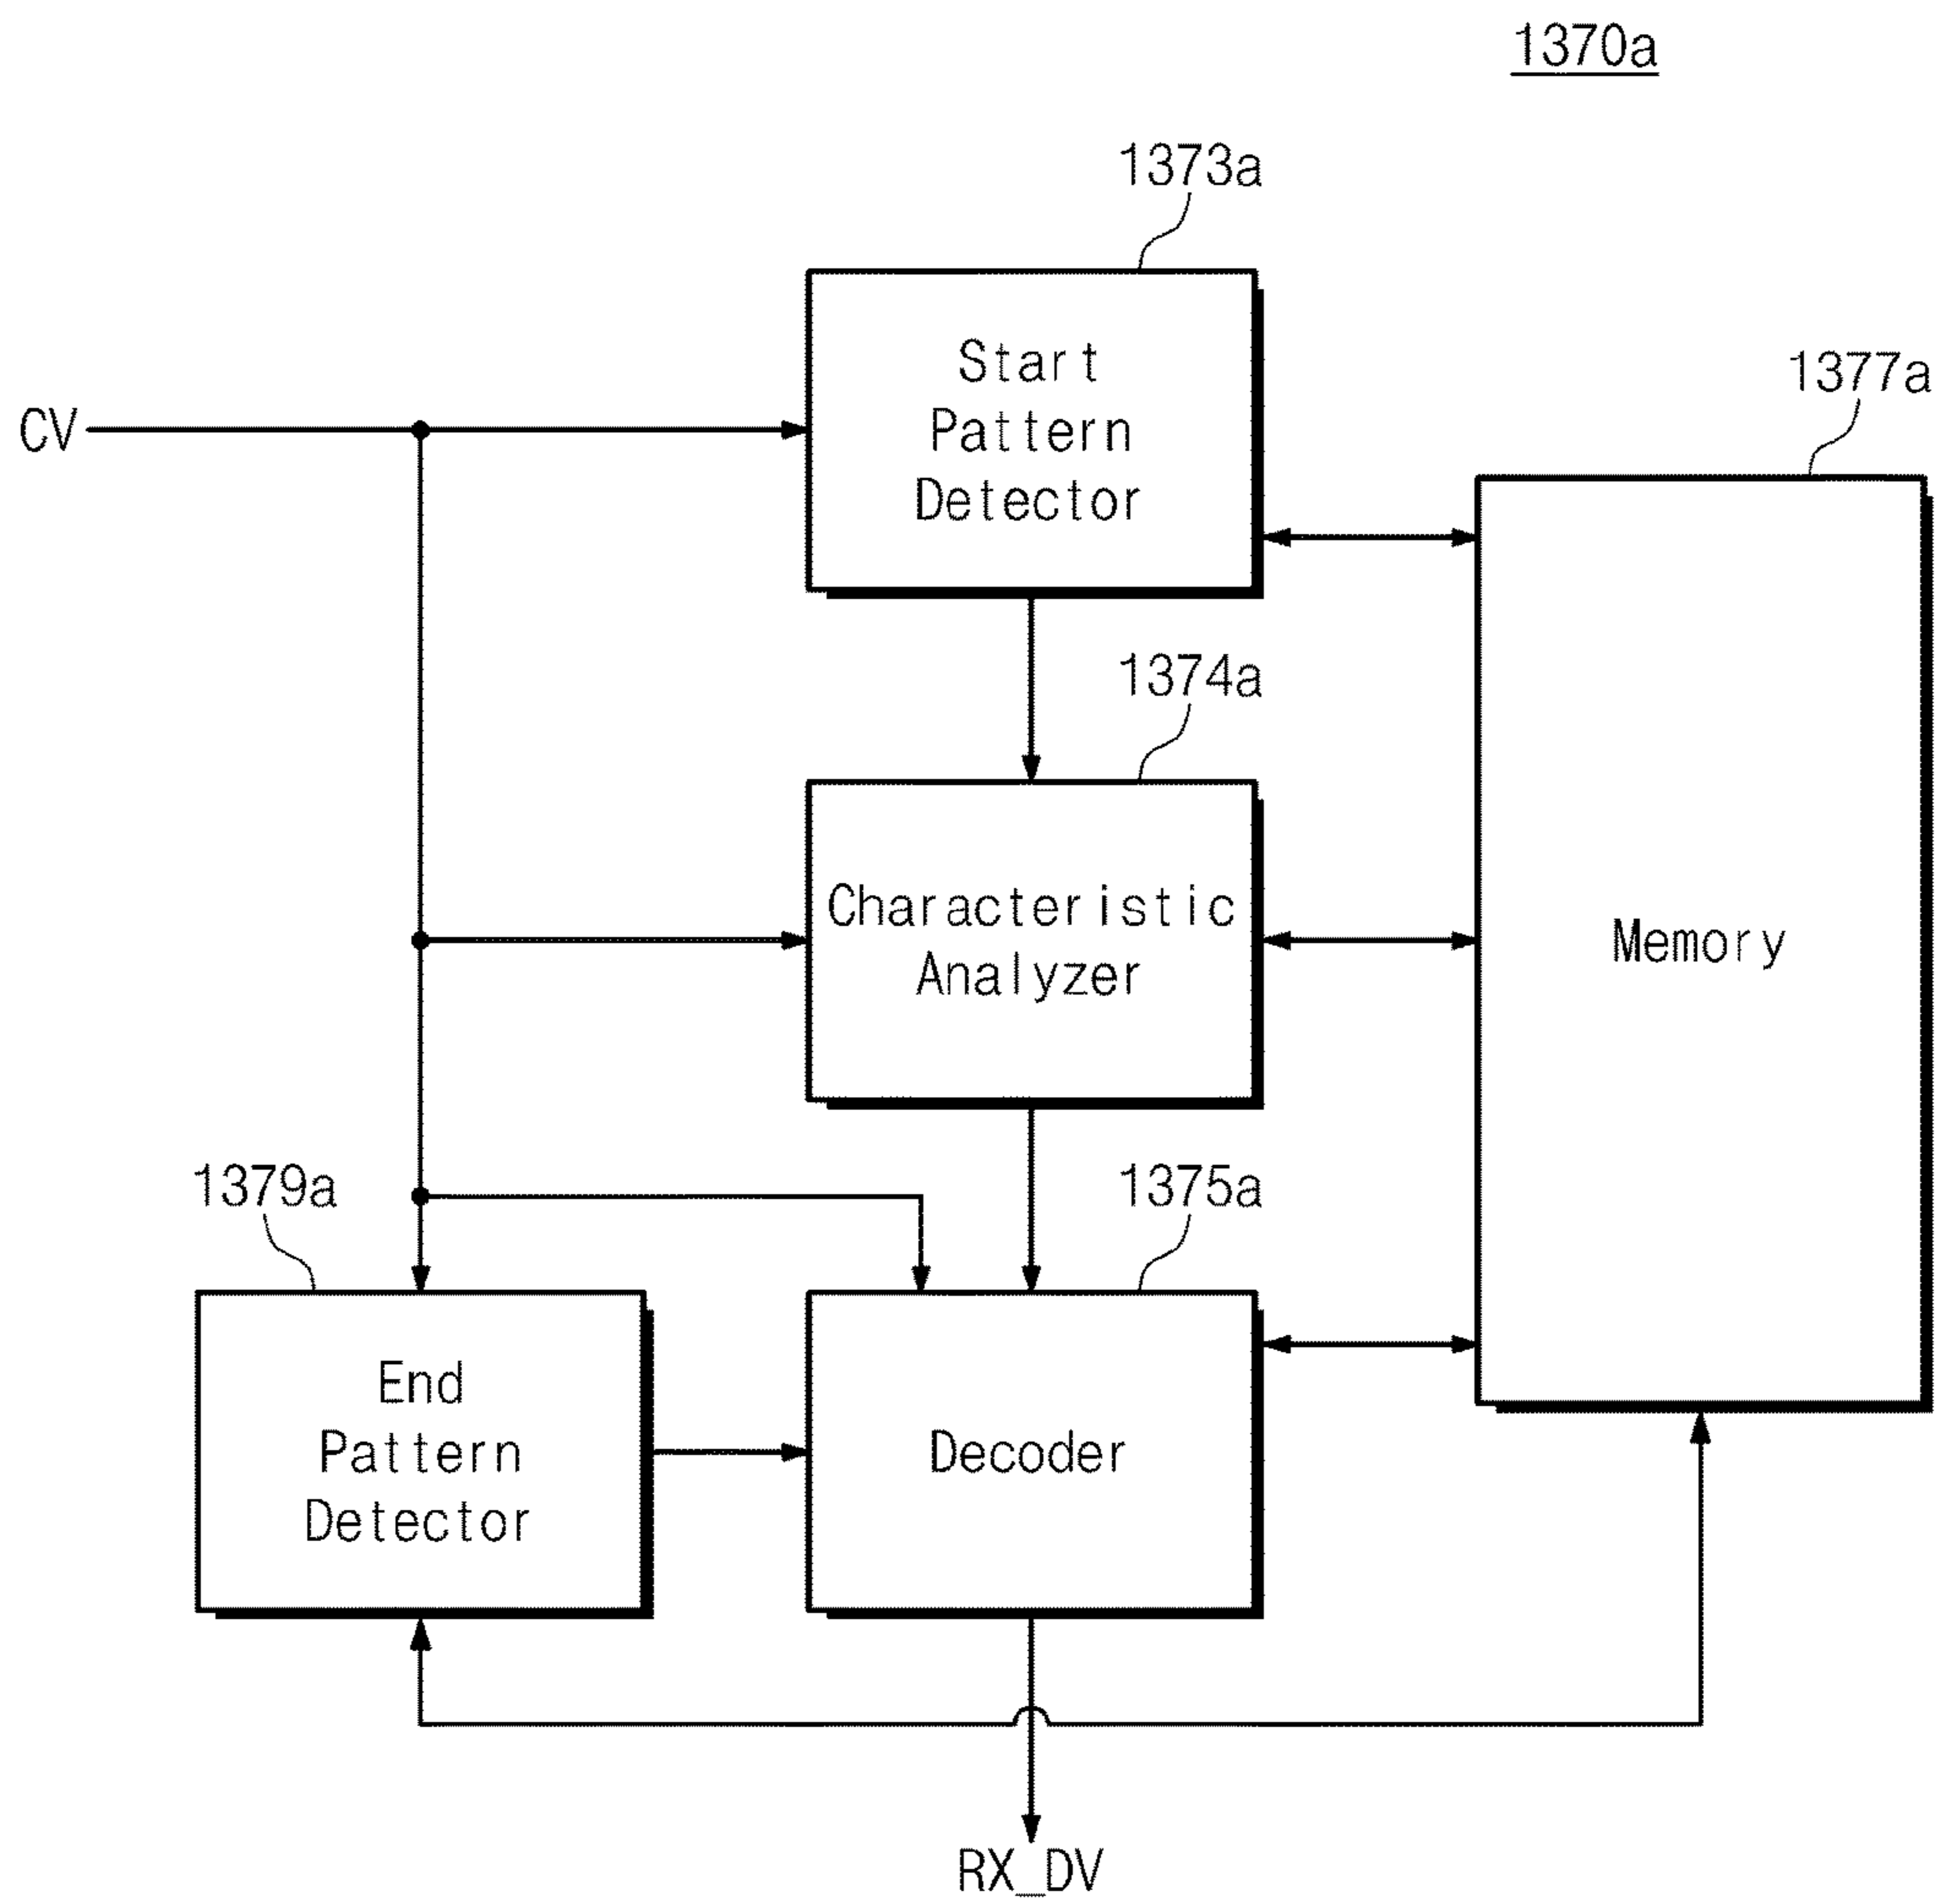 1370a
1373a
Start
Pattern
Detector
1377a
CV
1374a
Characteristic
Analyzer
Memory
1379a
1375a
End
Pattern
Detector
Decoder
RX_DV